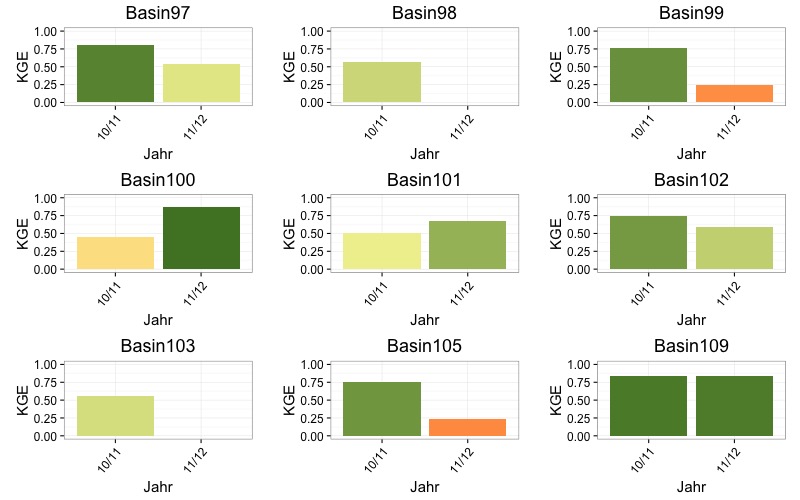 Basin97
1.00
0.75
0.50
0.25
0.00
KGE
10/11
11/12
Jahr
Basin98
1.00
0.75
0.50
0.25
0.00
KGE
10/11
11/12
Jahr
Basin99
1.00
0.75
0.50
0.25
0.00
KGE
10/11
11/12
Jahr
Basin100
1.00
0.75
0.50
0.25
0.00
KGE
10/11
11/12
Jahr
Basin101
1.00
0.75
0.50
0.25
0.00
KGE
10/11
11/12
Jahr
Basin102
1.00
0.75
0.50
0.25
0.00
KGE
10/11
11/12
Jahr
Basin103
1.00
0.75
0.50
0.25
0.00
KGE
10/11
11/12
Jahr
Basin105
1.00
0.75
0.50
0.25
0.00
KGE
10/11
11/12
Jahr
Basin109
1.00
0.75
0.50
0.25
0.00
KGE
10/11
11/12
Jahr